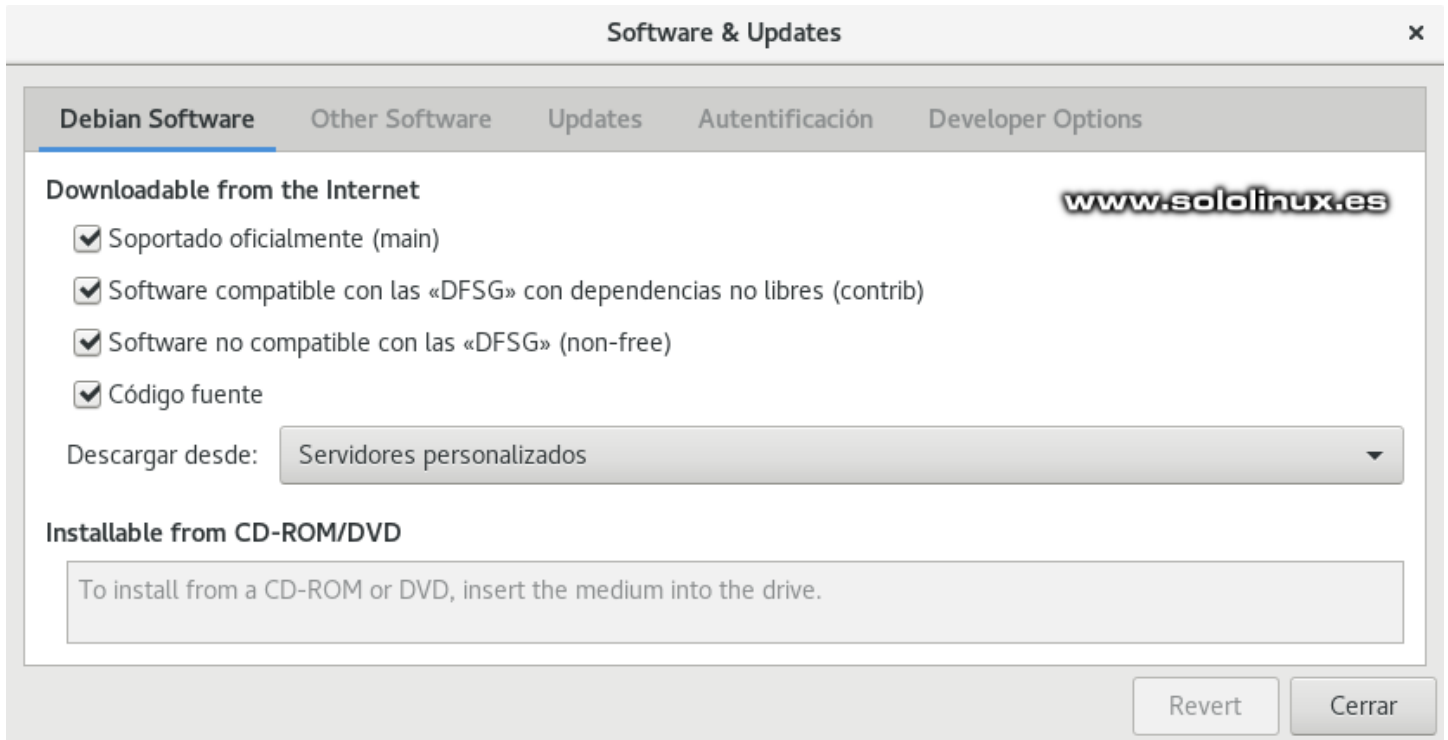 Software & Updates ×
Debian Software Other Software Updates Autentificación Developer Options
Downloadable from the Internet
www.sololinux.es
Soportado oficialmente (main)
Software compatible con las «DFSG» con dependencias no libres (contrib)
Software no compatible con las «DFSG» (non-free)
Código fuente
Descargar desde: Servidores personalizados
Installable from CD-ROM/DVD
To install from a CD-ROM or DVD, insert the medium into the drive.
Revert Cerrar